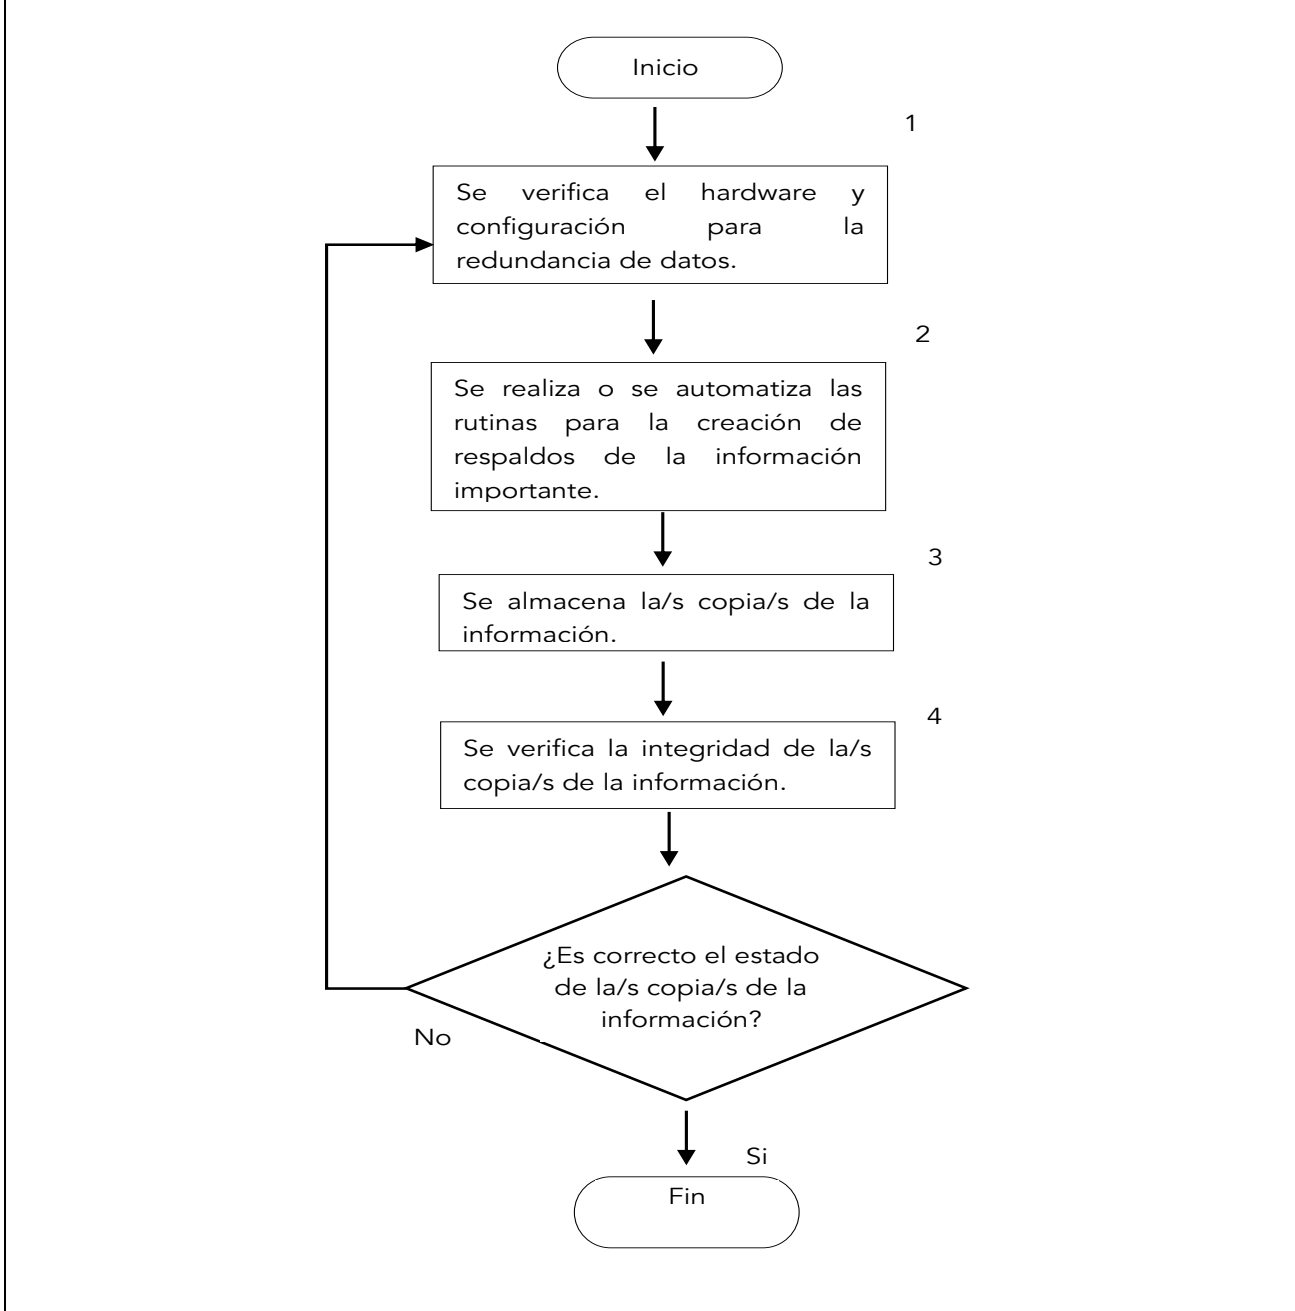 Inicio
1
Se verifica el hardware y
configuración para la
redundancia de datos.
2
Se realiza o se automatiza las
rutinas para la creación de
respaldos de la información
importante.
3
Se almacena la/s copia/s de la
información.
4
Se verifica la integridad de la/s
copia/s de la información.
¿Es correcto el estado
de la/s copia/s de la
información?
No
Si
Fin